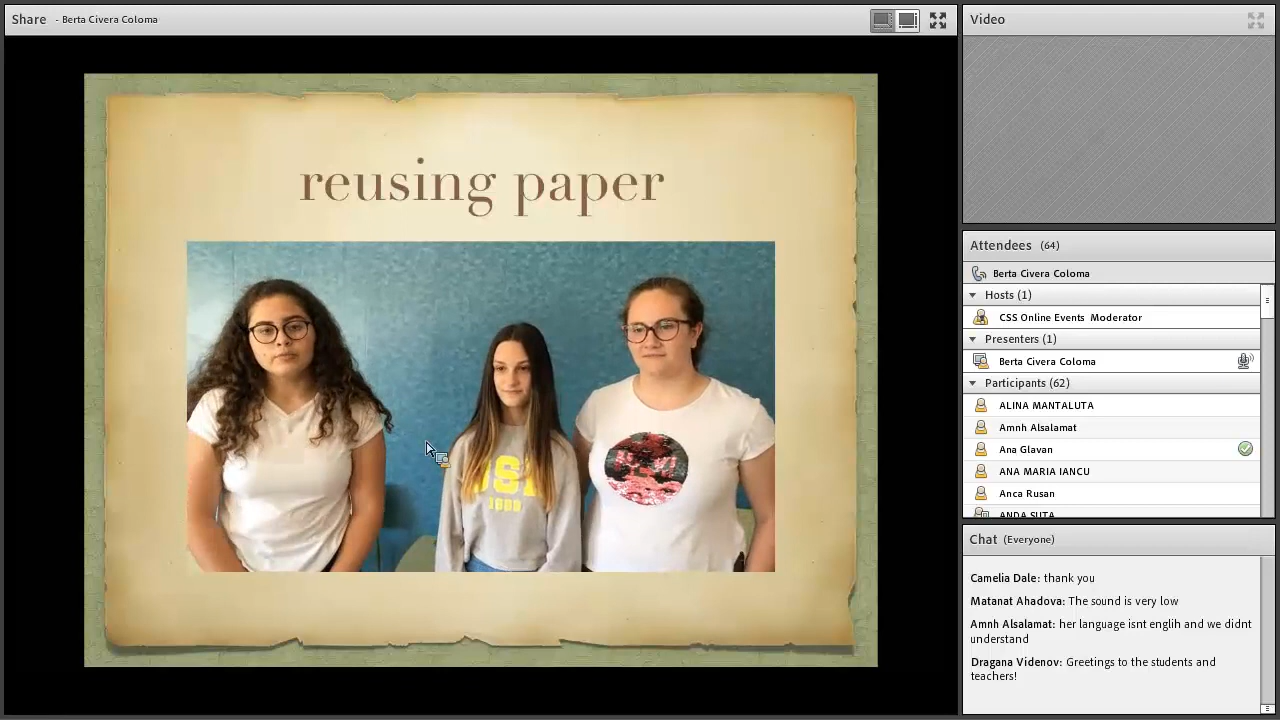 Share - Berta Civera Coloma
Video
reusing paper
1609
Attendees (64)
Berta Civera Coloma
Hosts (1)
CSS Online Events Moderator
Presenters (1)
Berta Civera Coloma
Participants (62)
ALINA MANTALUTA
Amnh Alsalamat
Ana Glavan
ANA MARIA IANCU
Anca Rusan
ANDA SUTA
Chat (Everyone)
Camelia Dale: thank you
Matanat Ahadova: The sound is very low
Amnh Alsalamat: her language isnt englih and we didnt
understand
Dragana Videnov: Greetings to the students and
teachers!